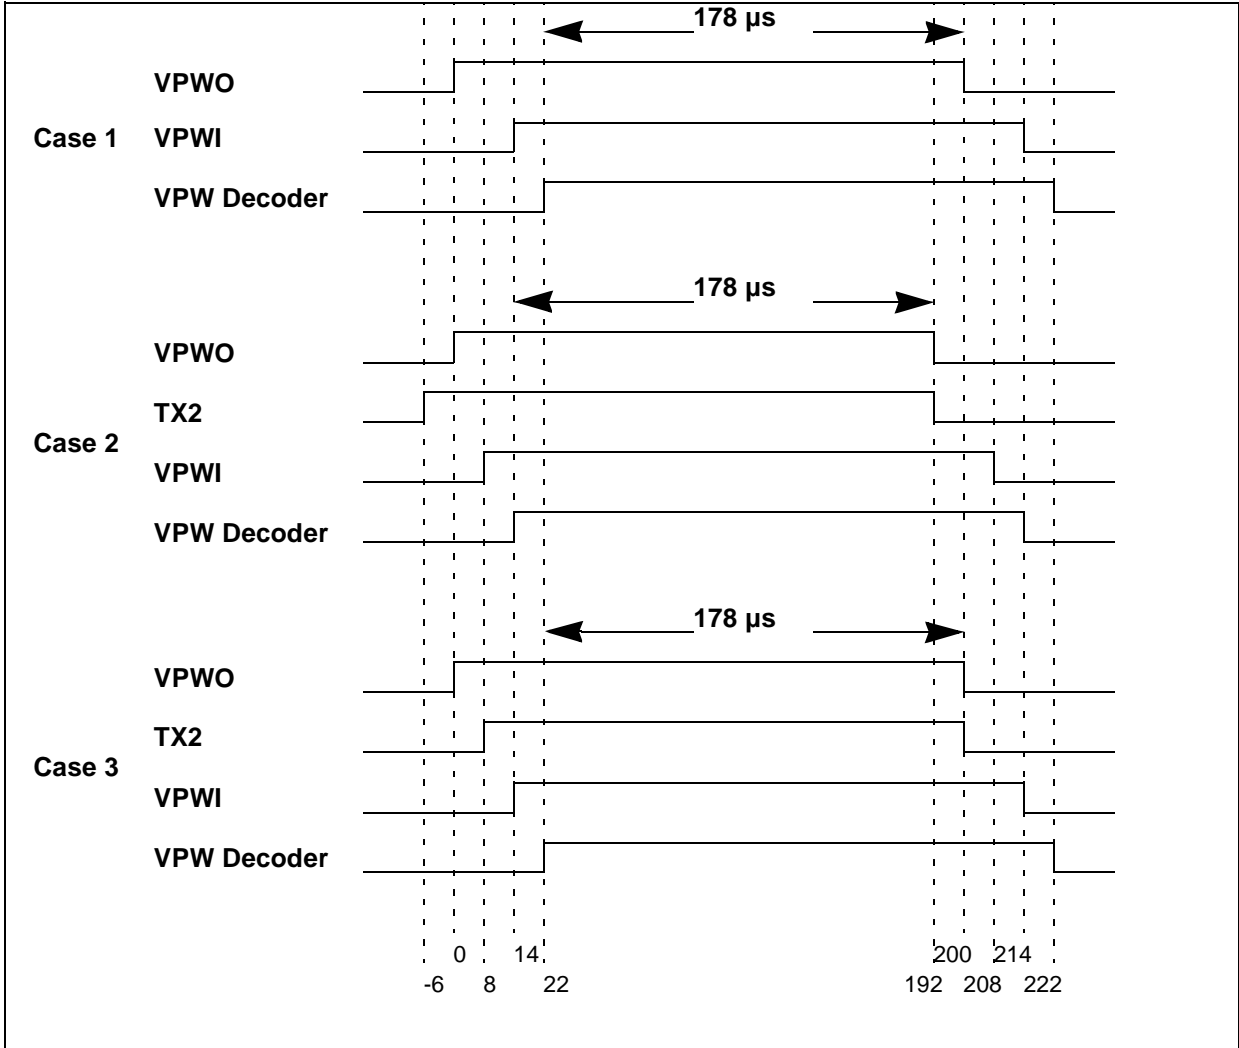 178 µs
VPWO
Case 1 VPWI
VPW Decoder
178 µs
VPWO
TX2
Case 2
VPWI
VPW Decoder
178 µs
VPWO
TX2
Case 3
VPWI
VPW Decoder
0 14 200 214
-6 8 22 192 208 222